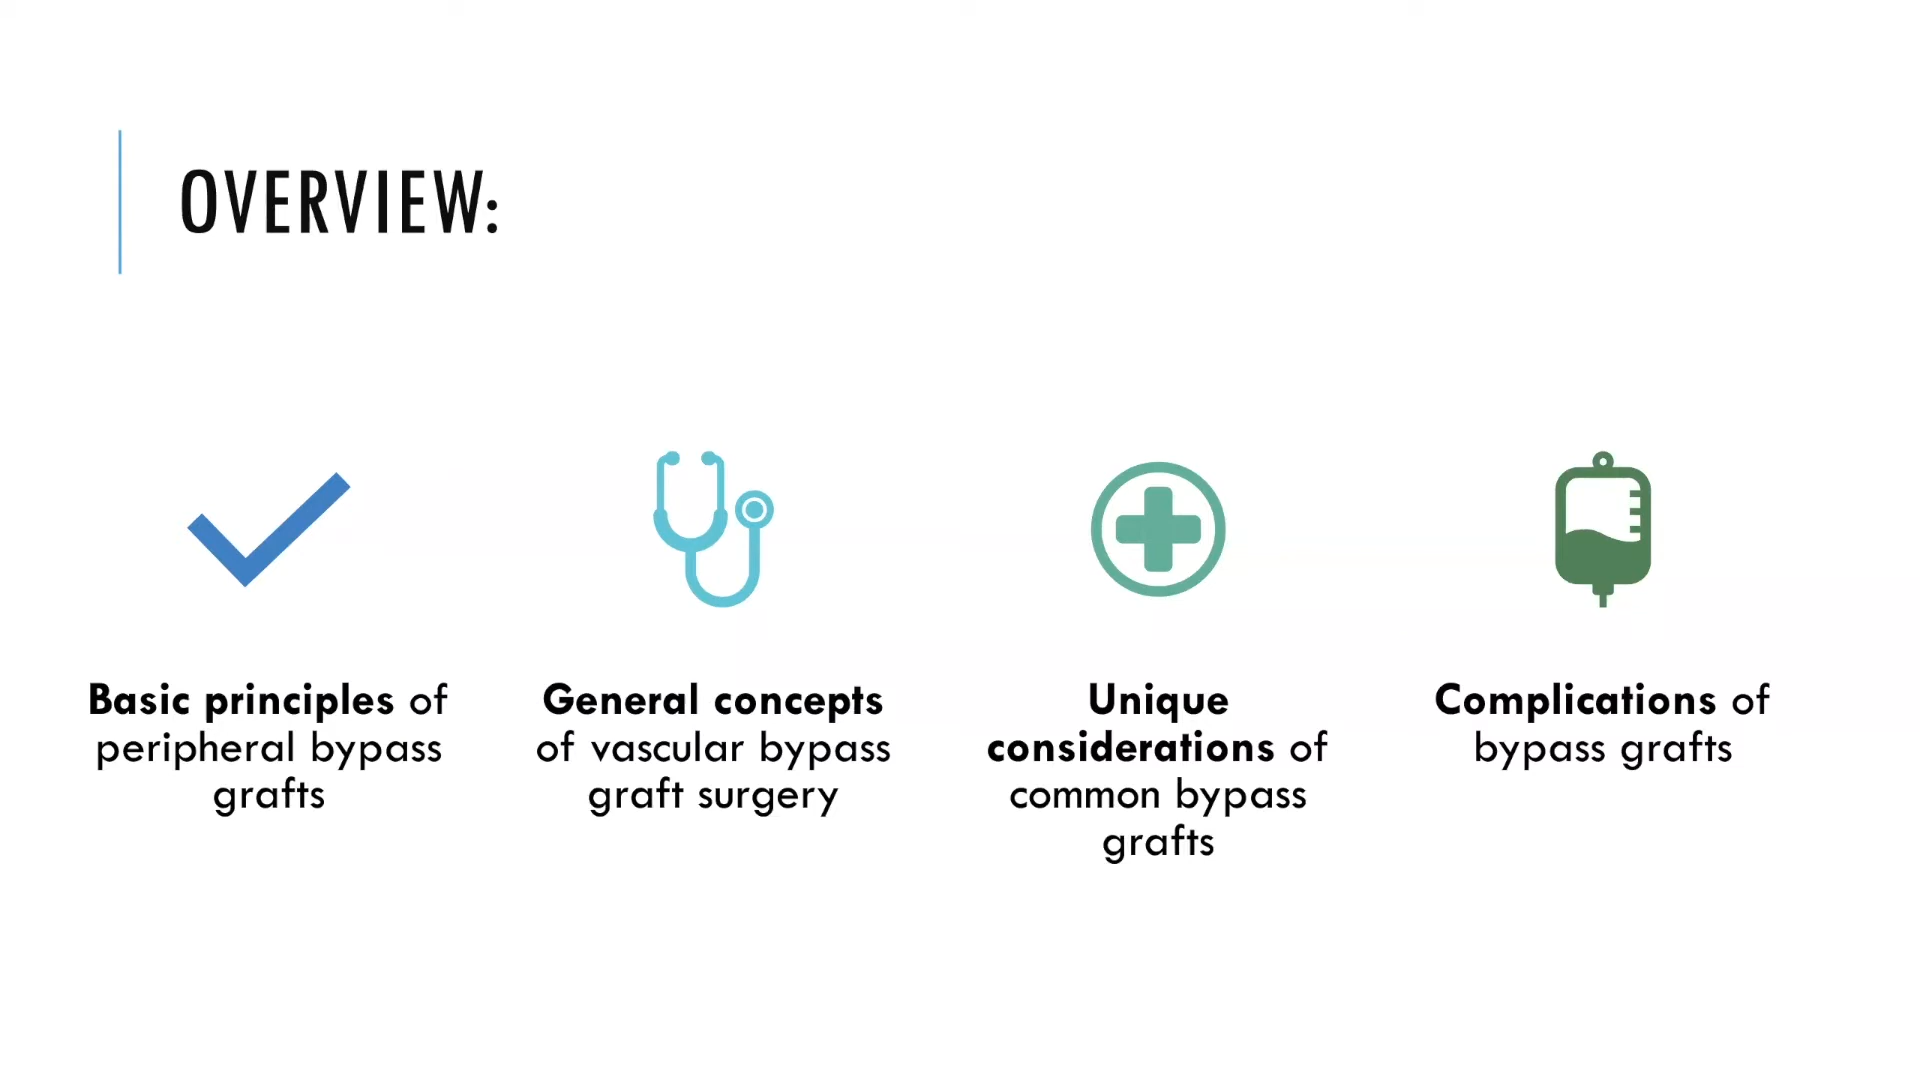 OVERVIEW:
Basic principles of
peripheral bypass
grafts
General concepts
of vascular bypass
graft surgery
Unique
considerations of
common bypass
grafts
Complications of
bypass grafts